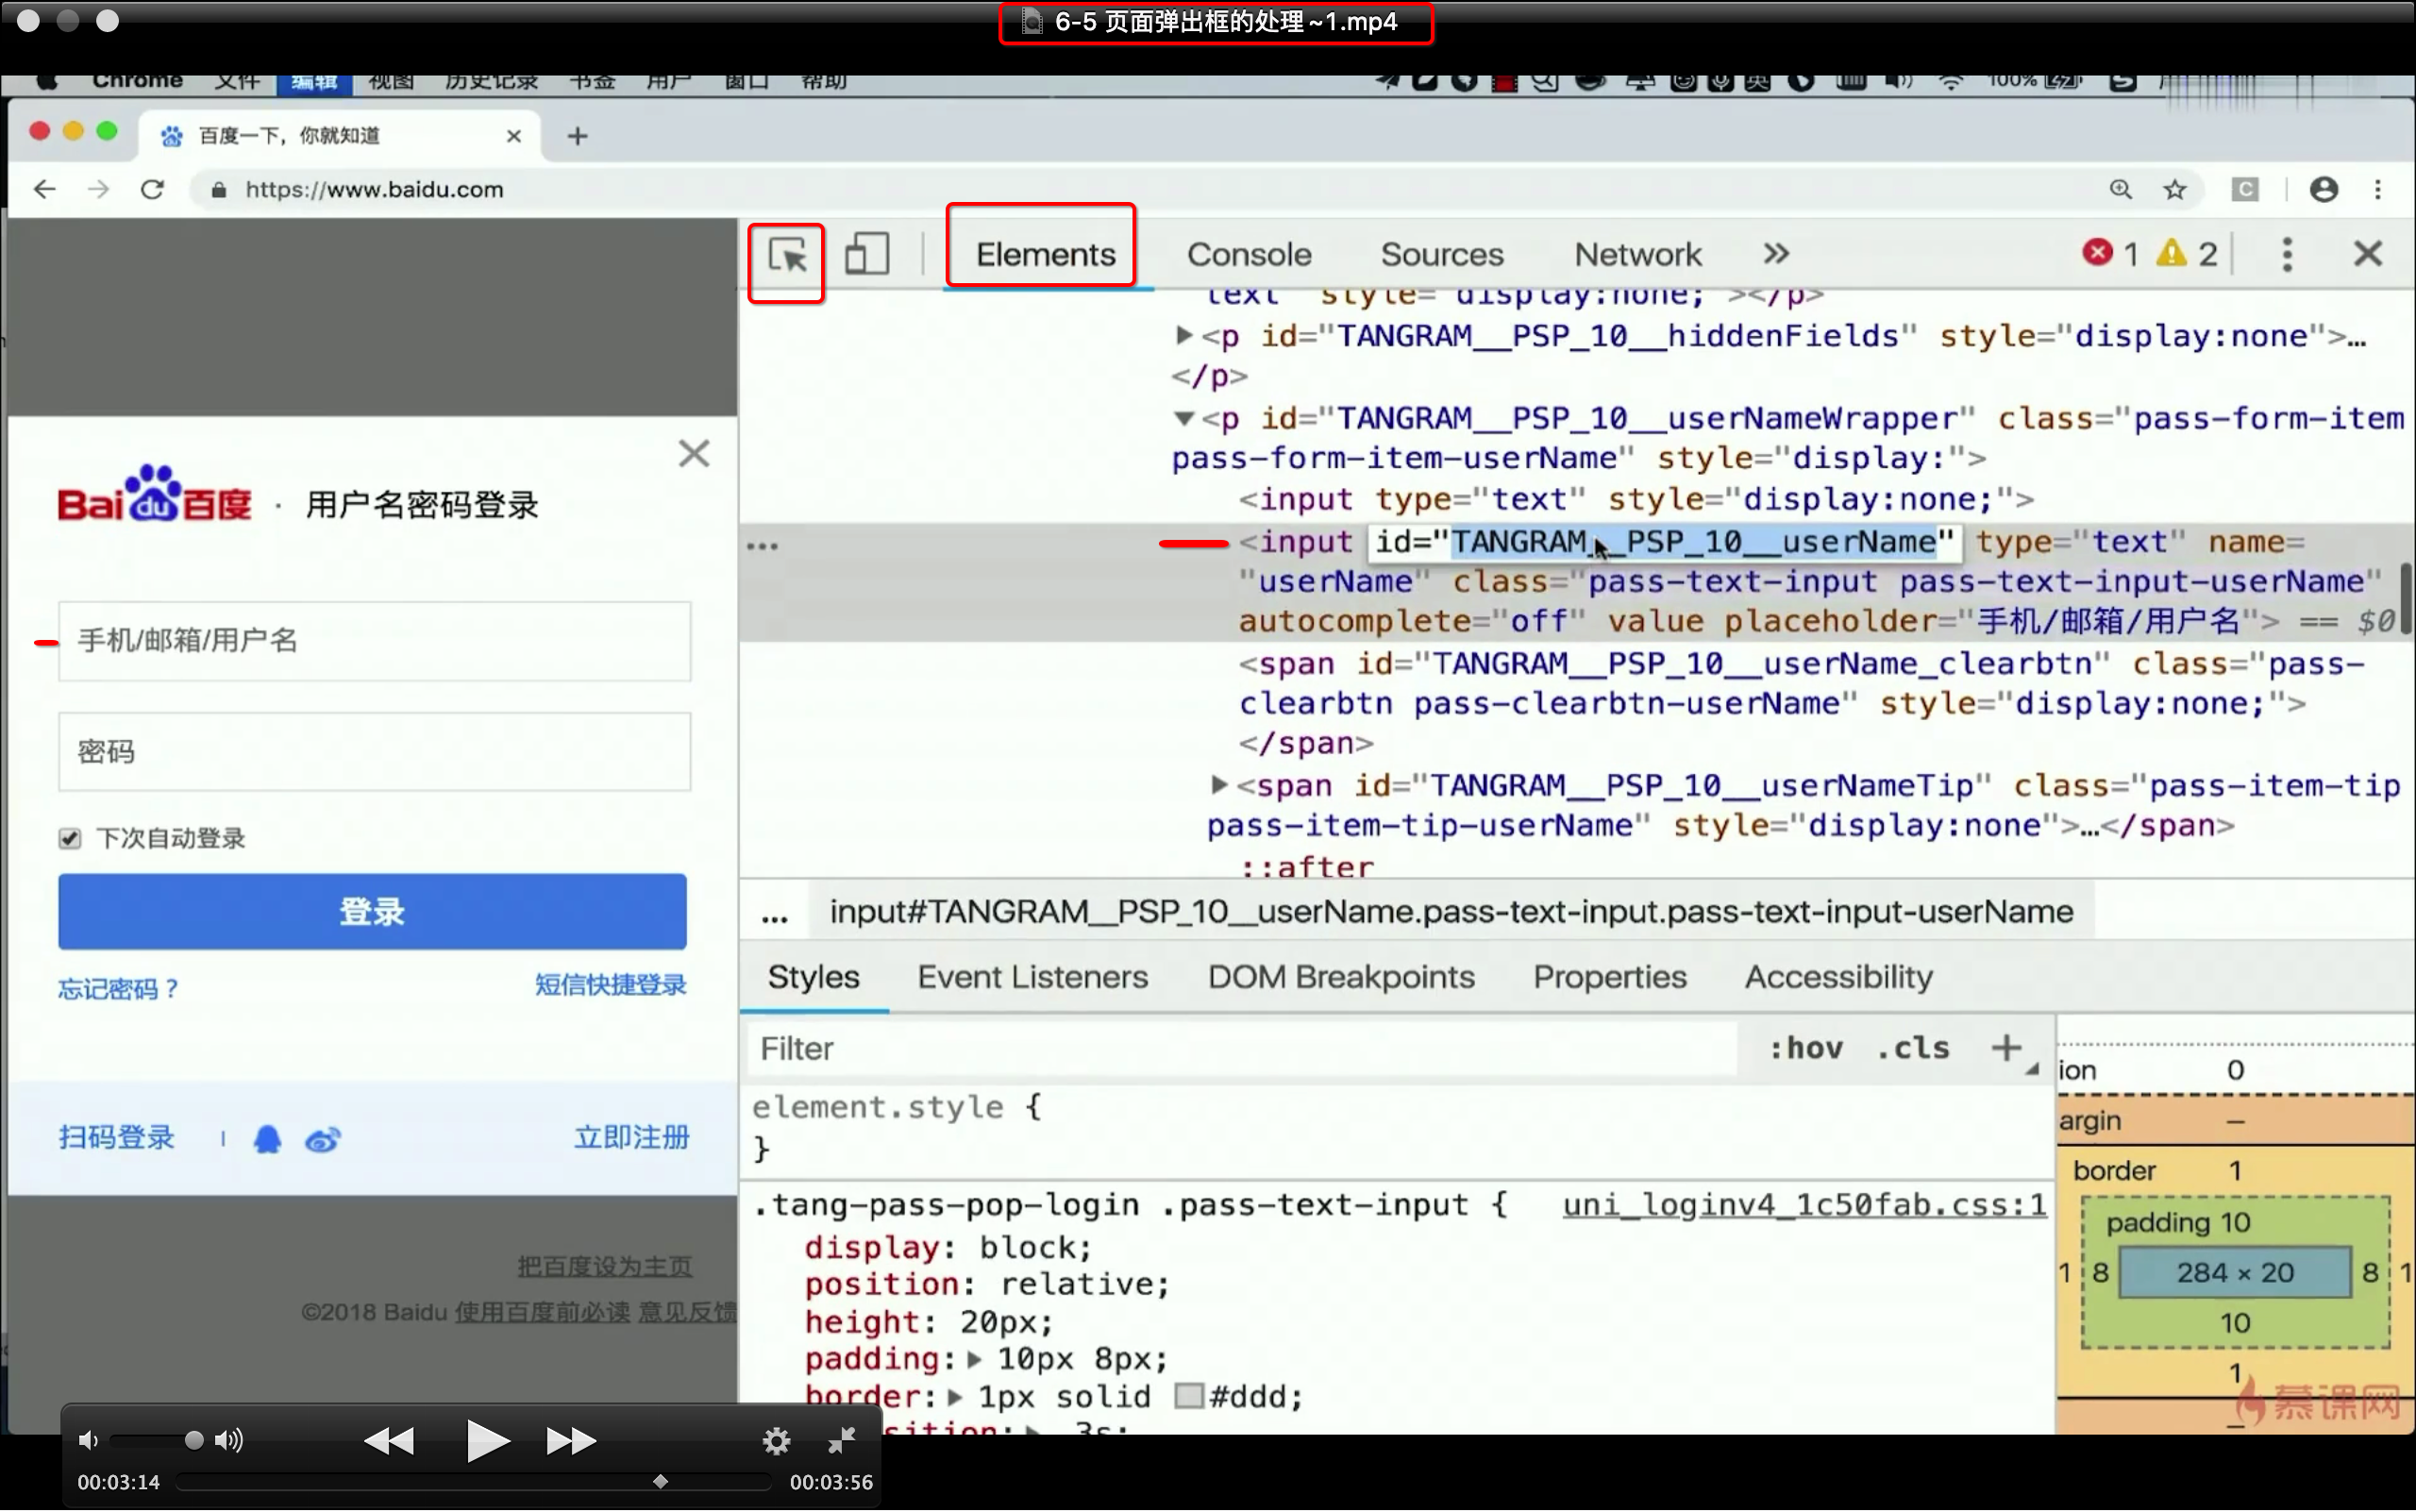 6-5 页面弹出框的处理~1.mp4
Chrome 文件 编辑 视图 历史记录 书签 用户 窗口 帮助 英 100%
百度一下，你就知道
https://www.baidu.com
C
Elements Console Sources Network » 1 2
text" style="display:none;"></p>
<p id="TANGRAM__PSP_10__hiddenFields" style="display:none">…
</p>
<p id="TANGRAM__PSP_10__userNameWrapper" class="pass-form-item
pass-form-item-userName" style="display:">
<input type="text" style="display:none;">
<input id="TANGRAM__PSP_10__userName" type="text" name=
"userName" class="pass-text-input pass-text-input-userName"
autocomplete="off" value placeholder="手机/邮箱/用户名"> == $0
<span id="TANGRAM__PSP_10__userName_clearbtn" class="pass-
clearbtn pass-clearbtn-userName" style="display:none;">
</span>
<span id="TANGRAM__PSP_10__userNameTip" class="pass-item-tip
pass-item-tip-userName" style="display:none">…</span>
::after
... input#TANGRAM__PSP_10__userName.pass-text-input.pass-text-input-userName
Styles Event Listeners DOM Breakpoints Properties Accessibility
Filter :hov .cls +
element.style {
}
.tang-pass-pop-login .pass-text-input { uni_loginv4_1c50fab.css:1
display: block;
position: relative;
height: 20px;
padding: 10px 8px;
border: 1px solid #ddd;
sition: .3s;
ion 0
argin –
border 1
padding 10
1 8 284 × 20 8 1
10
1
–
慕课网
Bai du 百度 · 用户名密码登录
手机/邮箱/用户名
密码
下次自动登录
登录
忘记密码？ 短信快捷登录
扫码登录 立即注册
把百度设为主页
©2018 Baidu 使用百度前必读 意见反馈
00:03:14 00:03:56